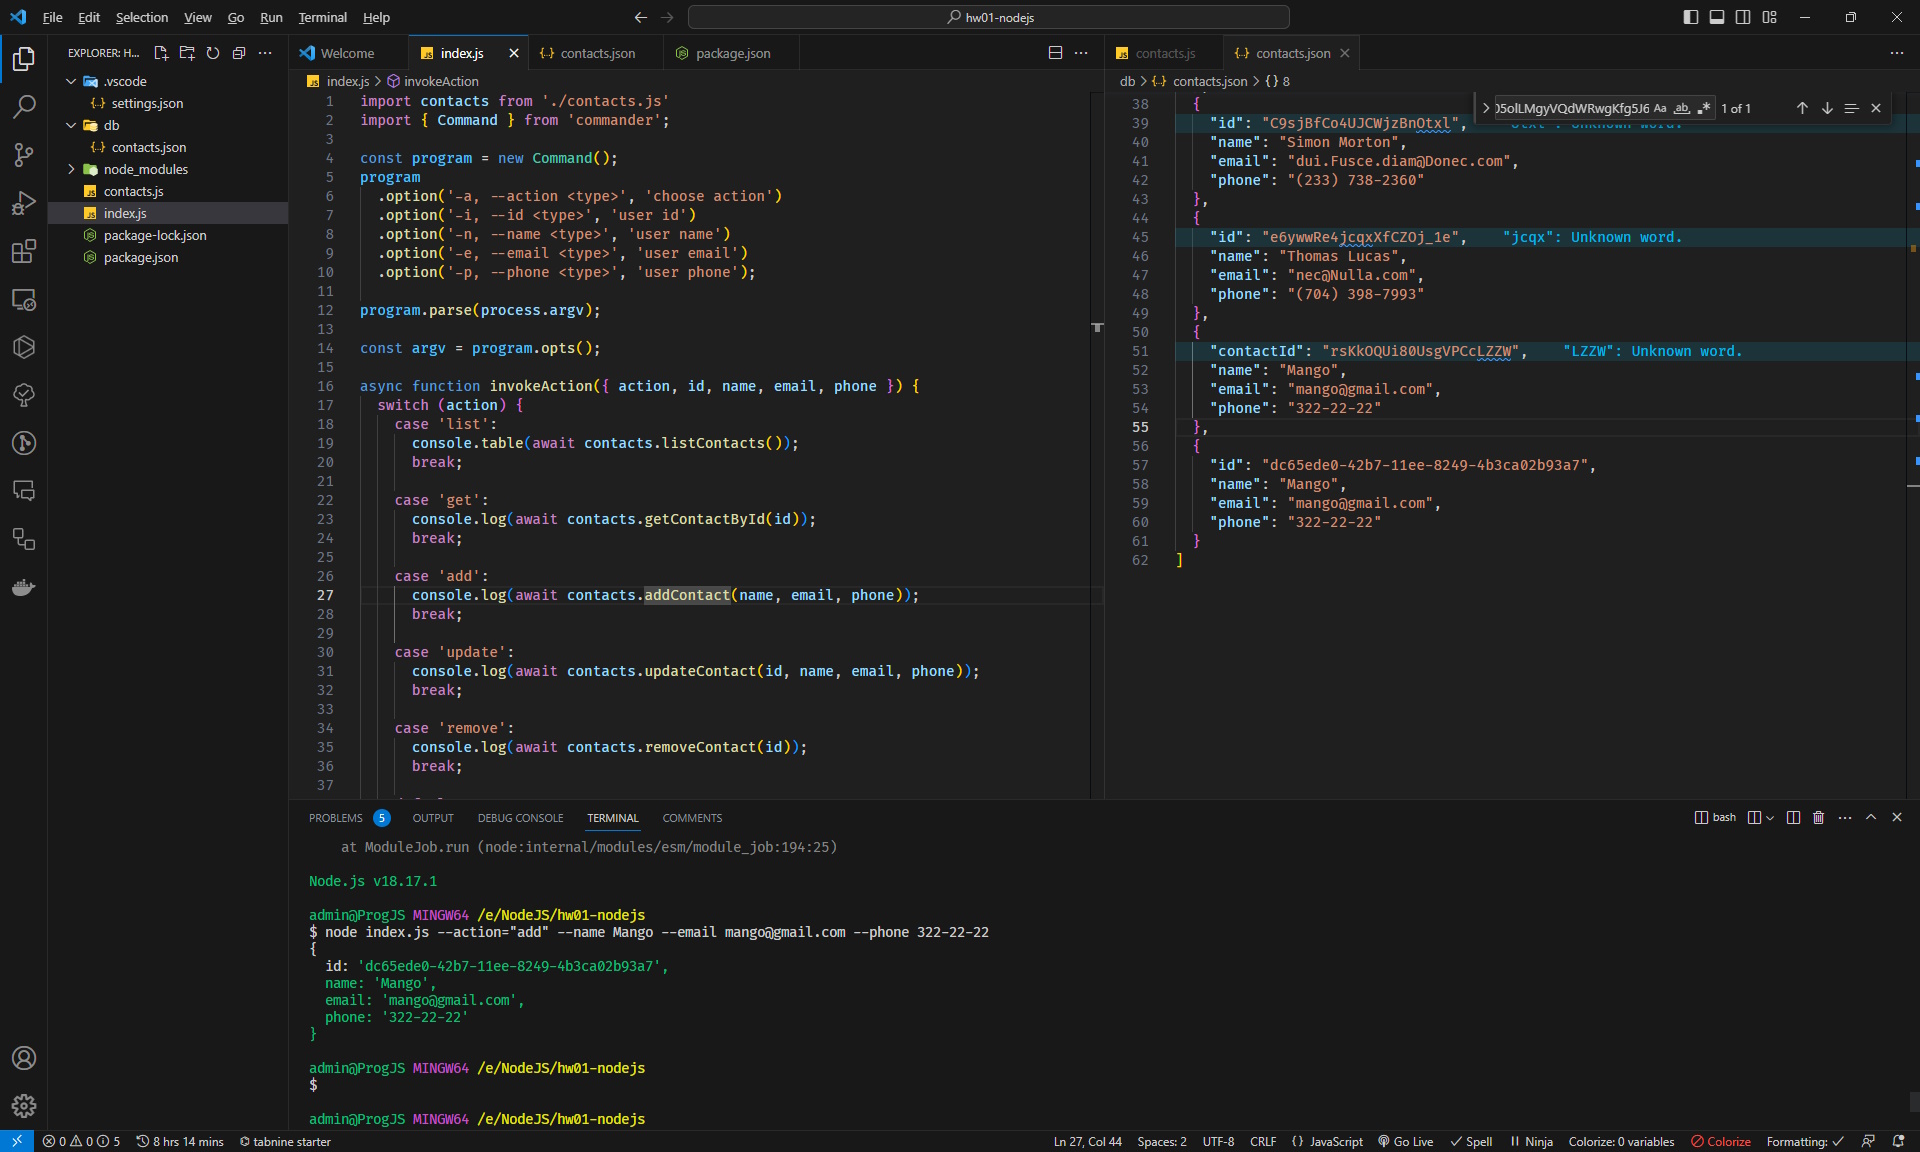 File Edit Selection View Go Run Terminal Help
hw01-nodejs
EXPLORER: H...
.vscode
settings.json
db
contacts.json
node_modules
contacts.js
index.js
package-lock.json
package.json
Welcome index.js contacts.json package.json
index.js > invokeAction
1 import contacts from './contacts.js'
2 import { Command } from 'commander';
3
4 const program = new Command();
5 program
6 .option('-a, --action <type>', 'choose action')
7 .option('-i, --id <type>', 'user id')
8 .option('-n, --name <type>', 'user name')
9 .option('-e, --email <type>', 'user email')
10 .option('-p, --phone <type>', 'user phone');
11
12 program.parse(process.argv);
13
14 const argv = program.opts();
15
16 async function invokeAction({ action, id, name, email, phone }) {
17 switch (action) {
18 case 'list':
19 console.table(await contacts.listContacts());
20 break;
21
22 case 'get':
23 console.log(await contacts.getContactById(id));
24 break;
25
26 case 'add':
27 console.log(await contacts.addContact(name, email, phone));
28 break;
29
30 case 'update':
31 console.log(await contacts.updateContact(id, name, email, phone));
32 break;
33
34 case 'remove':
35 console.log(await contacts.removeContact(id));
36 break;
37
contacts.js contacts.json
db > contacts.json > {} 8
Aa ab 1 of 1
38 {
39 "id": "C9sjBfCo4UJCWjzBnOtxl",
40 "name": "Simon Morton",
41 "email": "dui.Fusce.diam@Donec.com",
42 "phone": "(233) 738-2360"
43 },
44 {
45 "id": "e6ywwRe4jcqxXfCZOj_1e", "jcqx": Unknown word.
46 "name": "Thomas Lucas",
47 "email": "nec@Nulla.com",
48 "phone": "(704) 398-7993"
49 },
50 {
51 "contactId": "rsKkOQUi80UsgVPCcLZZW", "LZZW": Unknown word.
52 "name": "Mango",
53 "email": "mango@gmail.com",
54 "phone": "322-22-22"
55 },
56 {
57 "id": "dc65ede0-42b7-11ee-8249-4b3ca02b93a7",
58 "name": "Mango",
59 "email": "mango@gmail.com",
60 "phone": "322-22-22"
61 }
62 ]
PROBLEMS 5 OUTPUT DEBUG CONSOLE TERMINAL COMMENTS bash
at ModuleJob.run (node:internal/modules/esm/module_job:194:25)
Node.js v18.17.1
admin@ProgJS MINGW64 /e/NodeJS/hw01-nodejs
$ node index.js --action="add" --name Mango --email mango@gmail.com --phone 322-22-22
{
id: 'dc65ede0-42b7-11ee-8249-4b3ca02b93a7',
name: 'Mango',
email: 'mango@gmail.com',
phone: '322-22-22'
}
admin@ProgJS MINGW64 /e/NodeJS/hw01-nodejs
$
admin@ProgJS MINGW64 /e/NodeJS/hw01-nodejs
0 0 5 8 hrs 14 mins tabnine starter Ln 27, Col 44 Spaces: 2 UTF-8 CRLF {} JavaScript Go Live Spell Ninja Colorize: 0 variables Colorize Formatting: